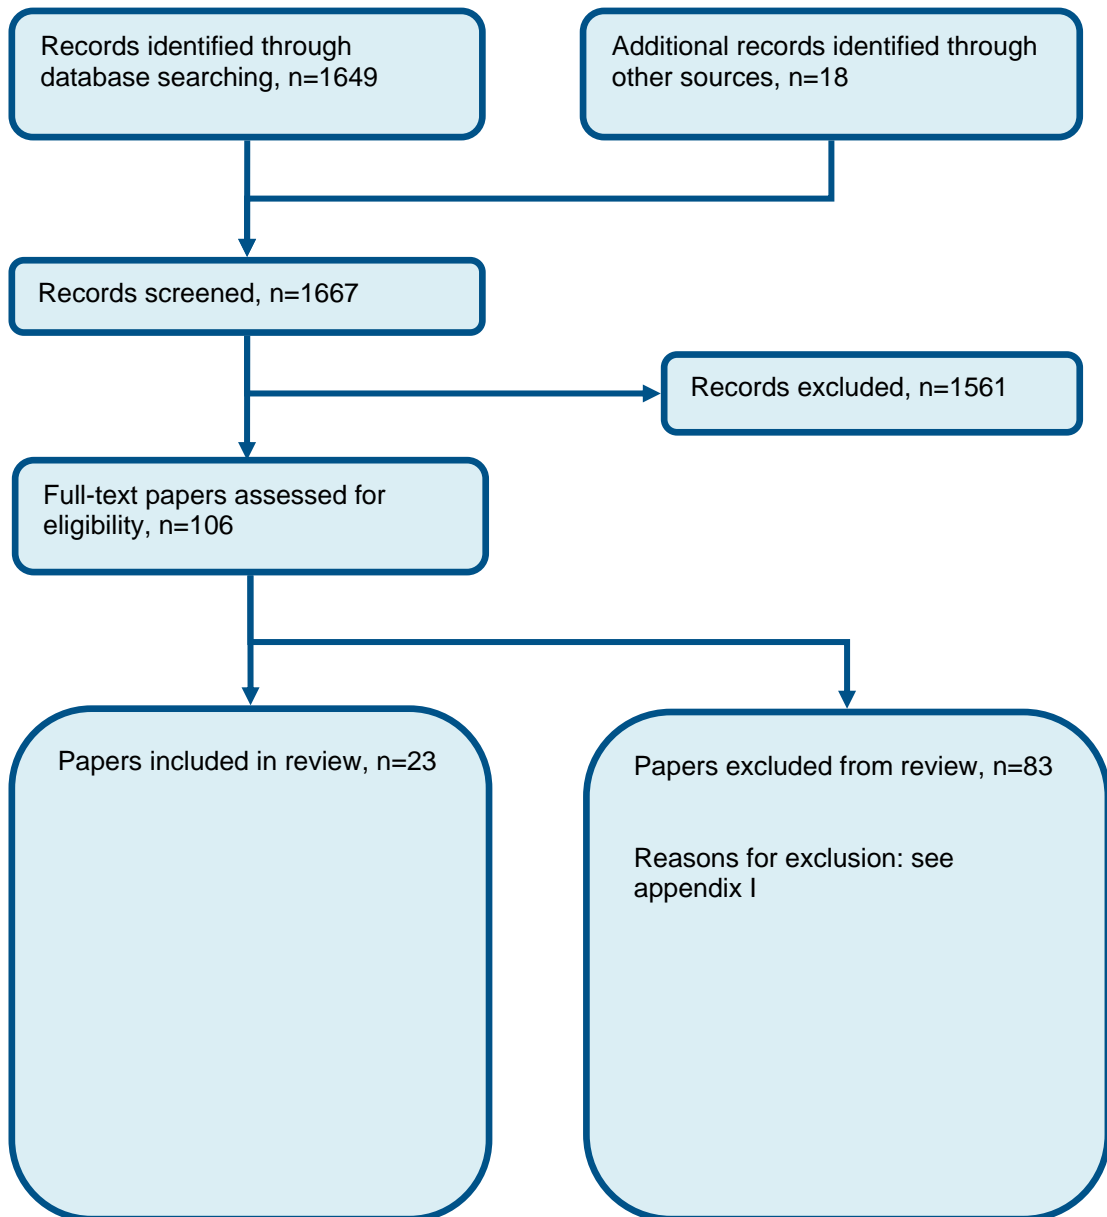 Records identified through
database searching, n=1649
Additional records identified through
other sources, n=18
Records screened, n=1667
Records excluded, n=1561
Full-text papers assessed for
eligibility, n=106
Papers included in review, n=23
Papers excluded from review, n=83
Reasons for exclusion: see
appendix I